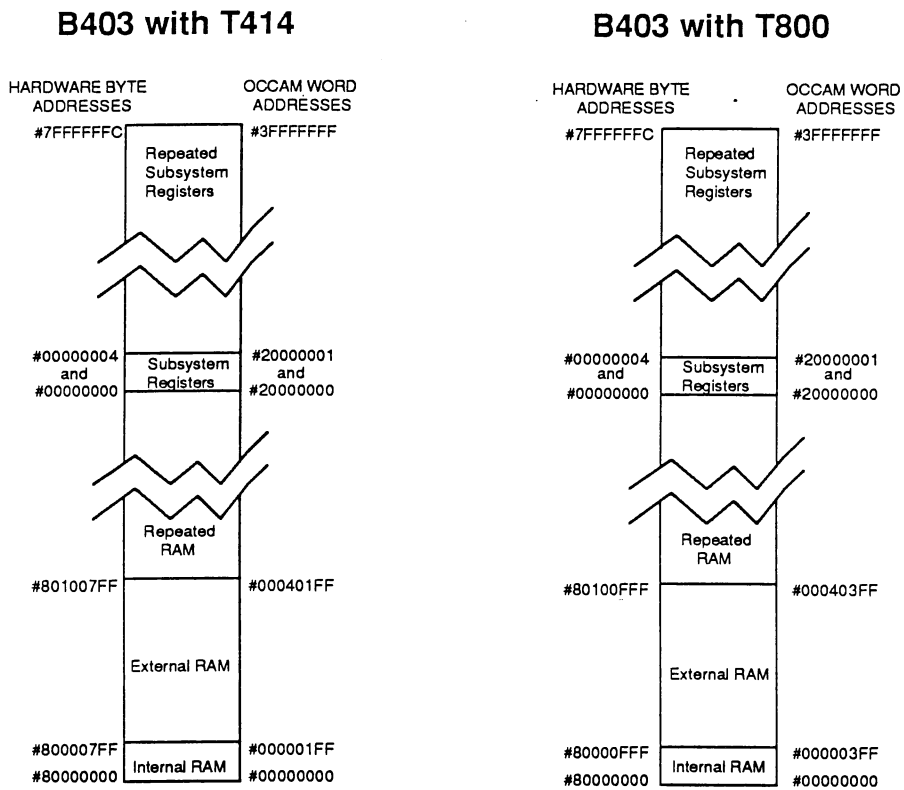 B403 with T414
HARDWARE BYTE
ADDRESSES
OCCAM WORD
ADDRESSES
#7FFFFFFC
#3FFFFFFF
Repeated
Subsystem
Registers
#00000004
and
#00000000
Subsystem
Registers
#20000001
and
#20000000
Repeated
RAM
#801007FF
#000401FF
External RAM
#800007FF
#000001FF
Internal RAM
#80000000
#00000000
B403 with T800
HARDWARE BYTE
ADDRESSES
OCCAM WORD
ADDRESSES
#7FFFFFFC
#3FFFFFFF
Repeated
Subsystem
Registers
#00000004
and
#00000000
Subsystem
Registers
#20000001
and
#20000000
Repeated
RAM
#80100FFF
#000403FF
External RAM
#80000FFF
#000003FF
Internal RAM
#80000000
#00000000